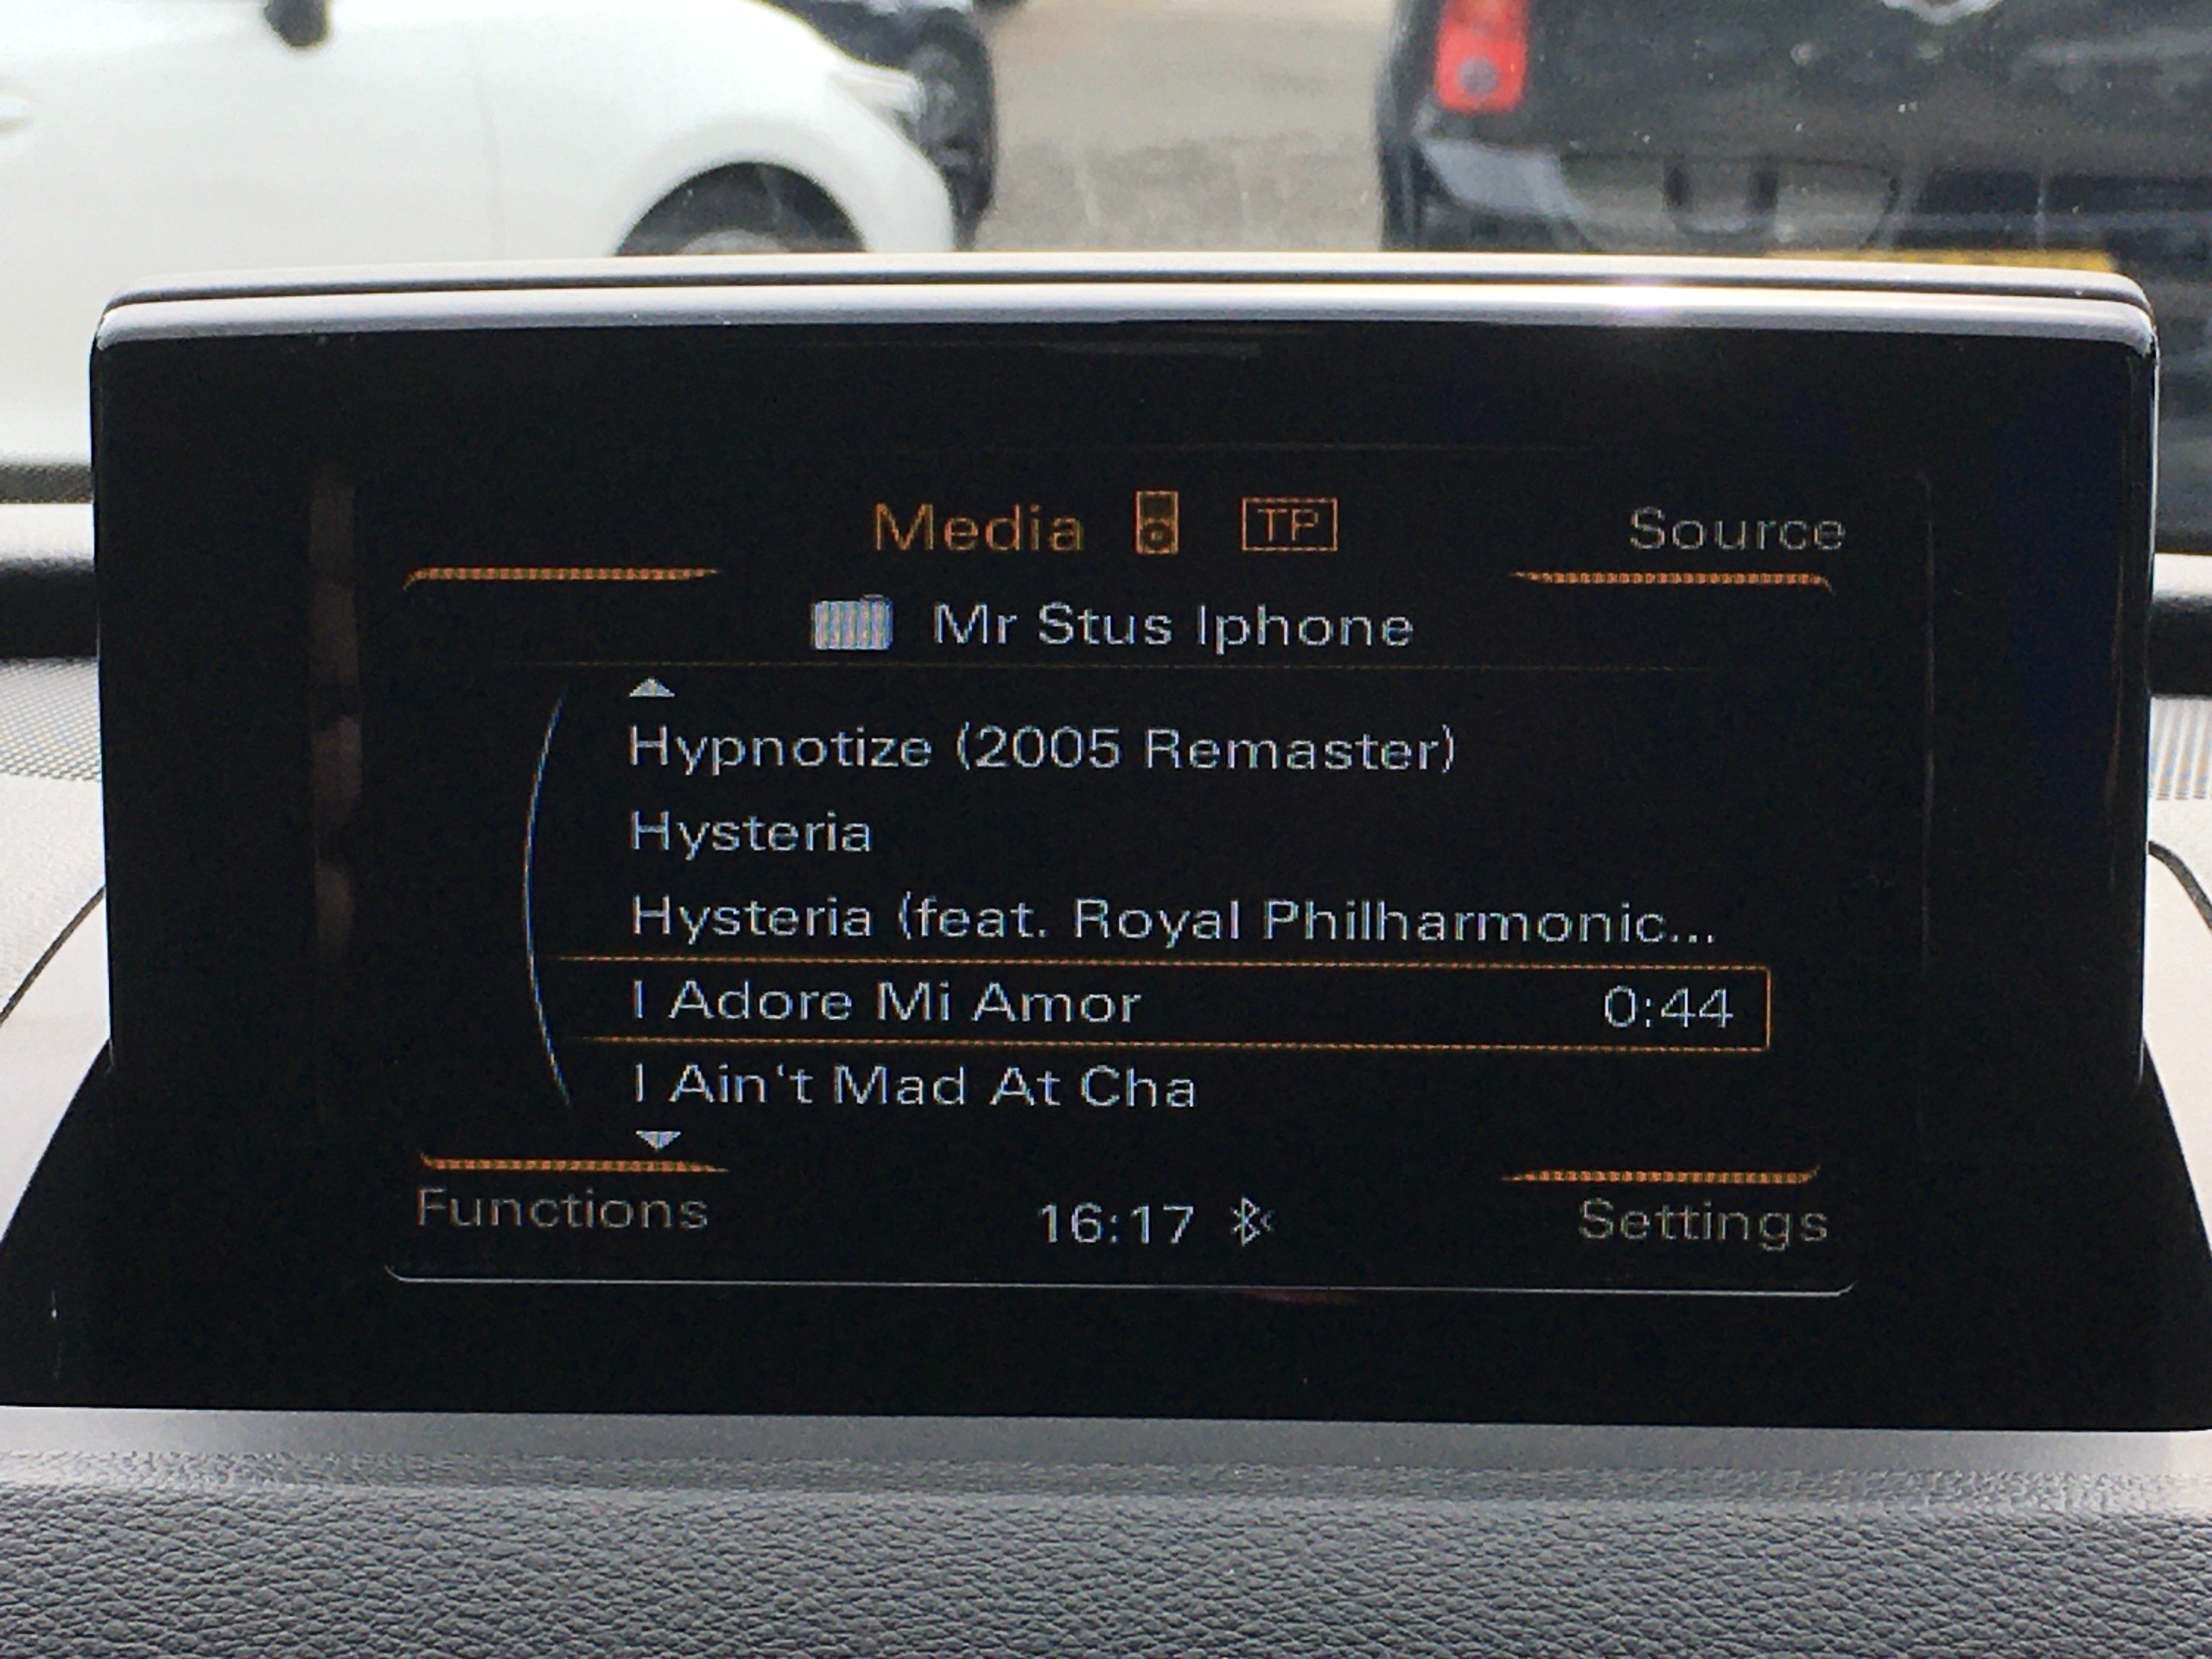 Media TP Source
Mr Stus Iphone
Hypnotize (2005 Remaster)
Hysteria
Hysteria (feat. Royal Philharmonic...
I Adore Mi Amor 0:44
I Ain't Mad At Cha
Functions 16:17 Settings